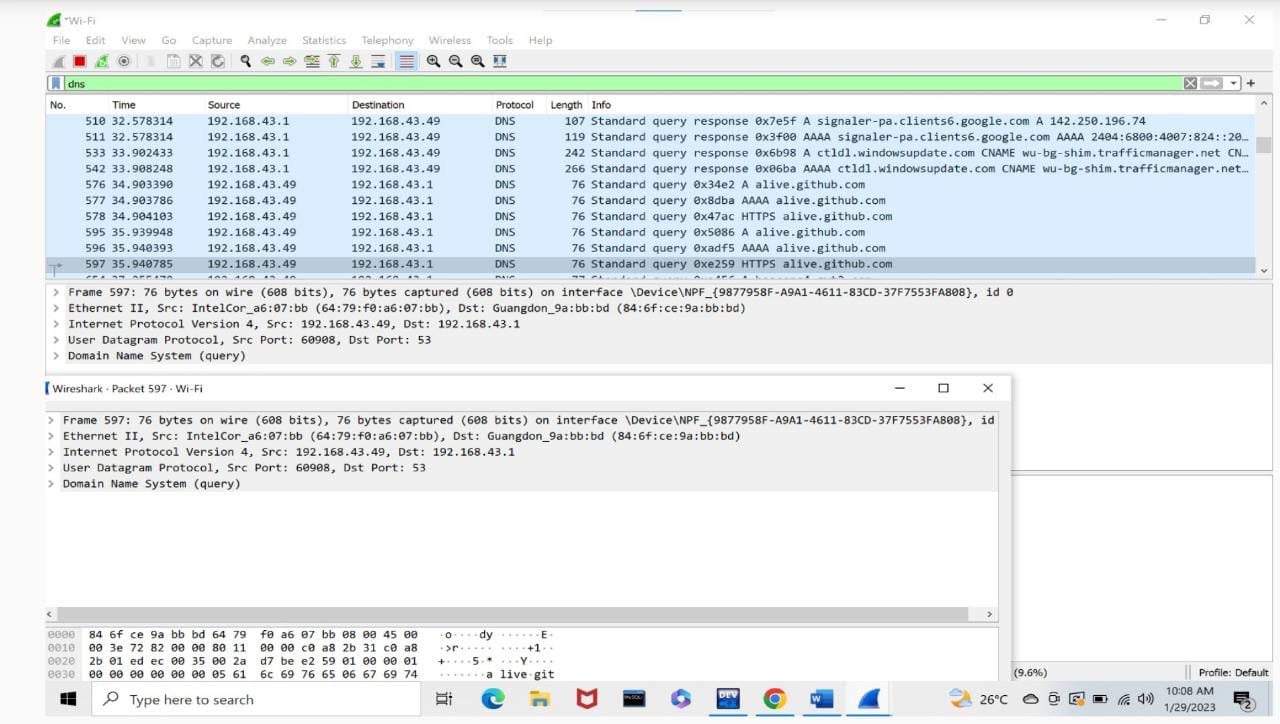 *Wi-Fi
File Edit View Go Capture Analyze Statistics Telephony Wireless Tools Help
dns
No. Time Source Destination Protocol Length Info
510 32.578314 192.168.43.1 192.168.43.49 DNS 107 Standard query response 0x7e5f A signaler-pa.clients6.google.com A 142.250.196.74
511 32.578314 192.168.43.1 192.168.43.49 DNS 119 Standard query response 0x3f00 AAAA signaler-pa.clients6.google.com AAAA 2404:6800:4007:824::20…
533 33.902433 192.168.43.1 192.168.43.49 DNS 242 Standard query response 0x6b98 A ctldl.windowsupdate.com CNAME wu-bg-shim.trafficmanager.net CN…
542 33.908248 192.168.43.1 192.168.43.49 DNS 266 Standard query response 0x06ba AAAA ctldl.windowsupdate.com CNAME wu-bg-shim.trafficmanager.net…
576 34.903390 192.168.43.49 192.168.43.1 DNS 76 Standard query 0x34e2 A alive.github.com
577 34.903786 192.168.43.49 192.168.43.1 DNS 76 Standard query 0x8dba AAAA alive.github.com
578 34.904103 192.168.43.49 192.168.43.1 DNS 76 Standard query 0x47ac HTTPS alive.github.com
595 35.939948 192.168.43.49 192.168.43.1 DNS 76 Standard query 0x5086 A alive.github.com
596 35.940393 192.168.43.49 192.168.43.1 DNS 76 Standard query 0xadf5 AAAA alive.github.com
597 35.940785 192.168.43.49 192.168.43.1 DNS 76 Standard query 0xe259 HTTPS alive.github.com
Frame 597: 76 bytes on wire (608 bits), 76 bytes captured (608 bits) on interface \Device\NPF_{9877958F-A9A1-4611-83CD-37F7553FA808}, id 0
Ethernet II, Src: IntelCor_a6:07:bb (64:79:f0:a6:07:bb), Dst: Guangdon_9a:bb:bd (84:6f:ce:9a:bb:bd)
Internet Protocol Version 4, Src: 192.168.43.49, Dst: 192.168.43.1
User Datagram Protocol, Src Port: 60908, Dst Port: 53
Domain Name System (query)
Wireshark · Packet 597 · Wi-Fi
Frame 597: 76 bytes on wire (608 bits), 76 bytes captured (608 bits) on interface \Device\NPF_{9877958F-A9A1-4611-83CD-37F7553FA808}, id
Ethernet II, Src: IntelCor_a6:07:bb (64:79:f0:a6:07:bb), Dst: Guangdon_9a:bb:bd (84:6f:ce:9a:bb:bd)
Internet Protocol Version 4, Src: 192.168.43.49, Dst: 192.168.43.1
User Datagram Protocol, Src Port: 60908, Dst Port: 53
Domain Name System (query)
0000 84 6f ce 9a bb bd 64 79 f0 a6 07 bb 08 00 45 00 ·o····dy ······E·
0010 00 3e 72 82 00 00 80 11 00 00 c0 a8 2b 31 c0 a8 ·>r····· ····+1··
0020 2b 01 ed ec 00 35 00 2a d7 be e2 59 01 00 00 01 +····5·* ···Y····
0030 00 00 00 00 00 00 05 61 6c 69 76 65 06 67 69 74 ·······a live·git
(9.6%) Profile: Default
Type here to search
MySQL
DEV
26°C
10:08 AM
1/29/2023
2